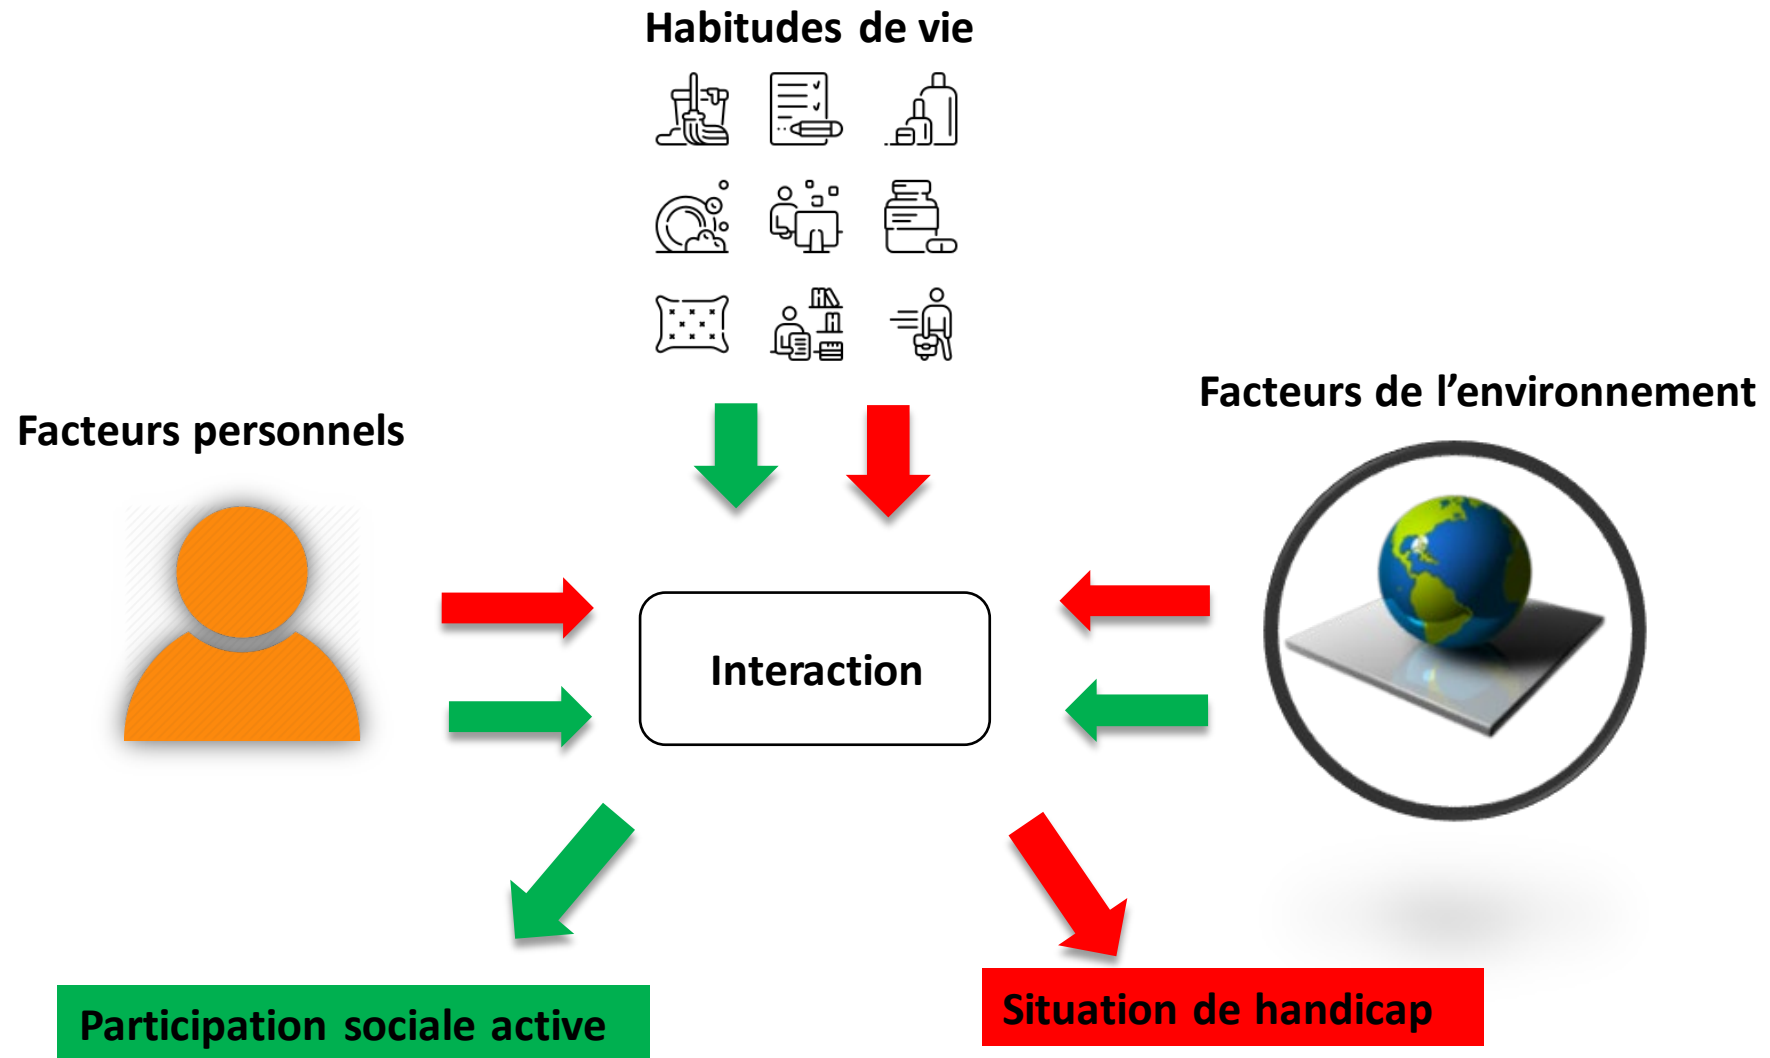 Habitudes de vie
Facteurs de l’environnement
Facteurs personnels
Interaction
Participation sociale active
Situation de handicap